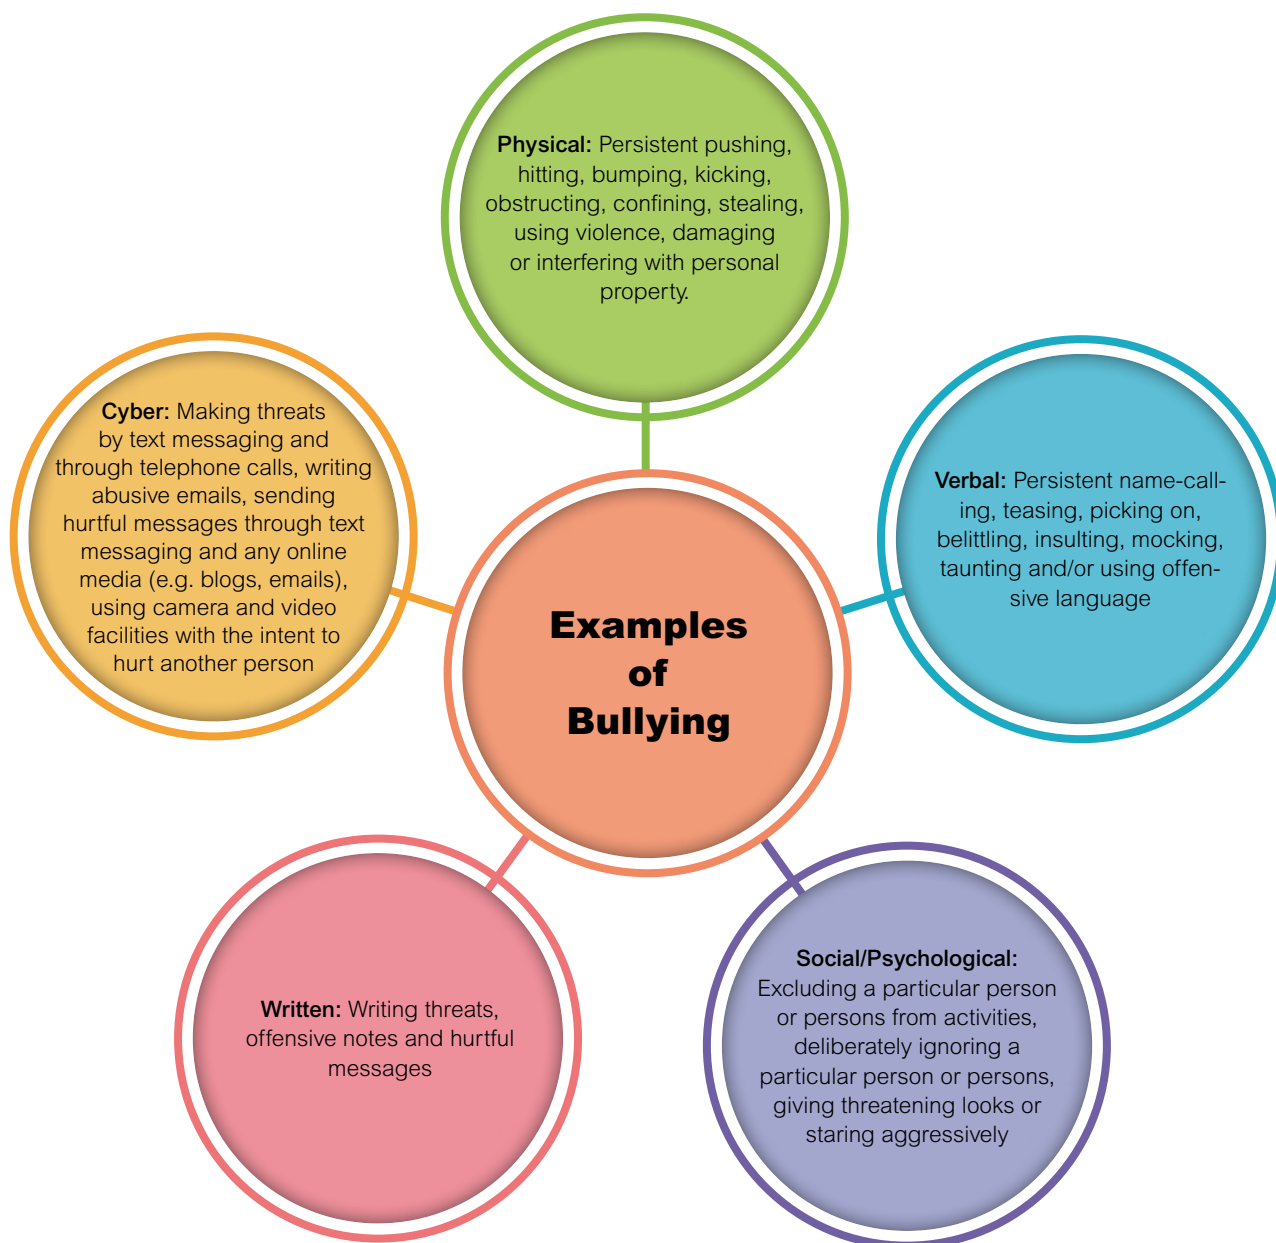 Physical: Persistent pushing,
hitting, bumping, kicking,
obstructing, confining, stealing,
using violence, damaging
or interfering with personal
property.
Cyber: Making threats
by text messaging and
through telephone calls, writing
abusive emails, sending
hurtful messages through text
messaging and any online
media (e.g. blogs, emails),
using camera and video
facilities with the intent to
hurt another person
Verbal: Persistent name-call-
ing, teasing, picking on,
belittling, insulting, mocking,
taunting and/or using offen-
sive language
Examples
of
Bullying
Written: Writing threats,
offensive notes and hurtful
messages
Social/Psychological:
Excluding a particular person
or persons from activities,
deliberately ignoring a
particular person or persons,
giving threatening looks or
staring aggressively